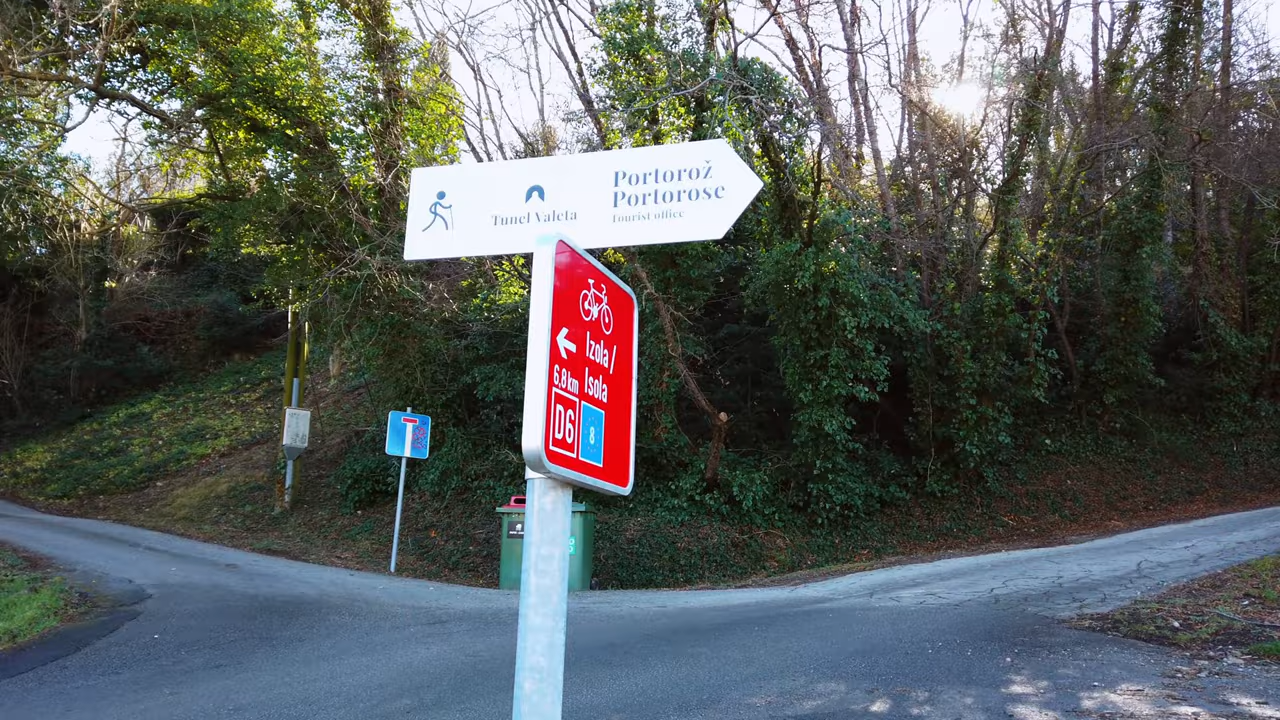 Tunel Valeta
Portorož
Portorose
Tourist office
Izola/
Isola
6,8 km
D6
8